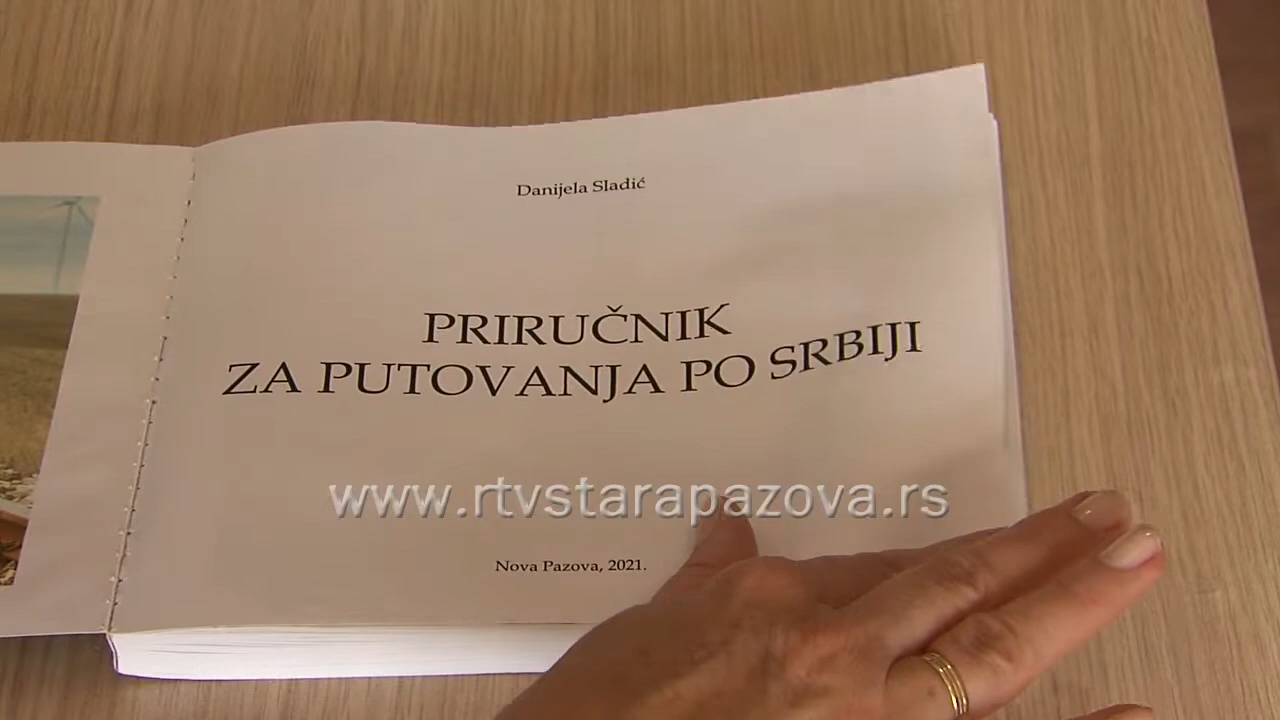 Danijela Sladić
PRIRUČNIK
ZA PUTOVANJA PO SRBIJI
www.rtvstarapazova.rs
Nova Pazova, 2021.